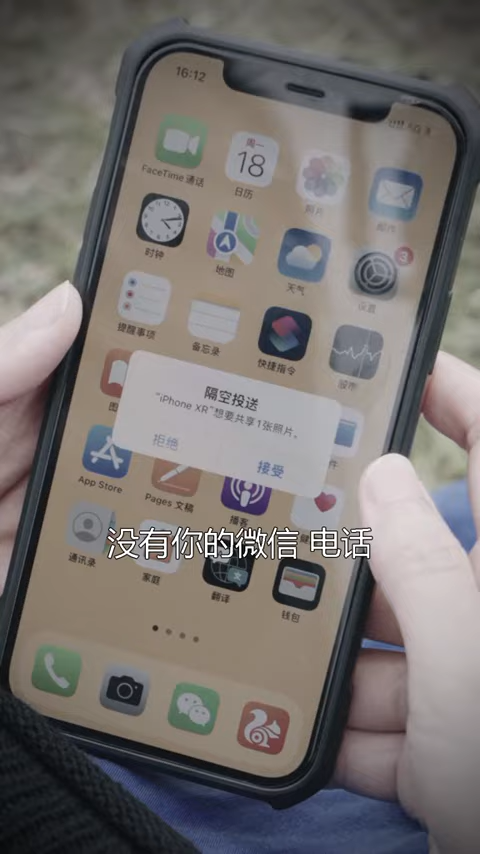 16:12
4G
周一
18
FaceTime 通话
日历
照片
邮件
时钟
地图
天气
3
设置
提醒事项
备忘录
快捷指令
股市
隔空投送
“iPhone XR”想要共享1张照片。
拒绝
接受
图
件
App Store
Pages 文稿
播客
健
没有你的微信 电话
通讯录
家庭
翻译
钱包